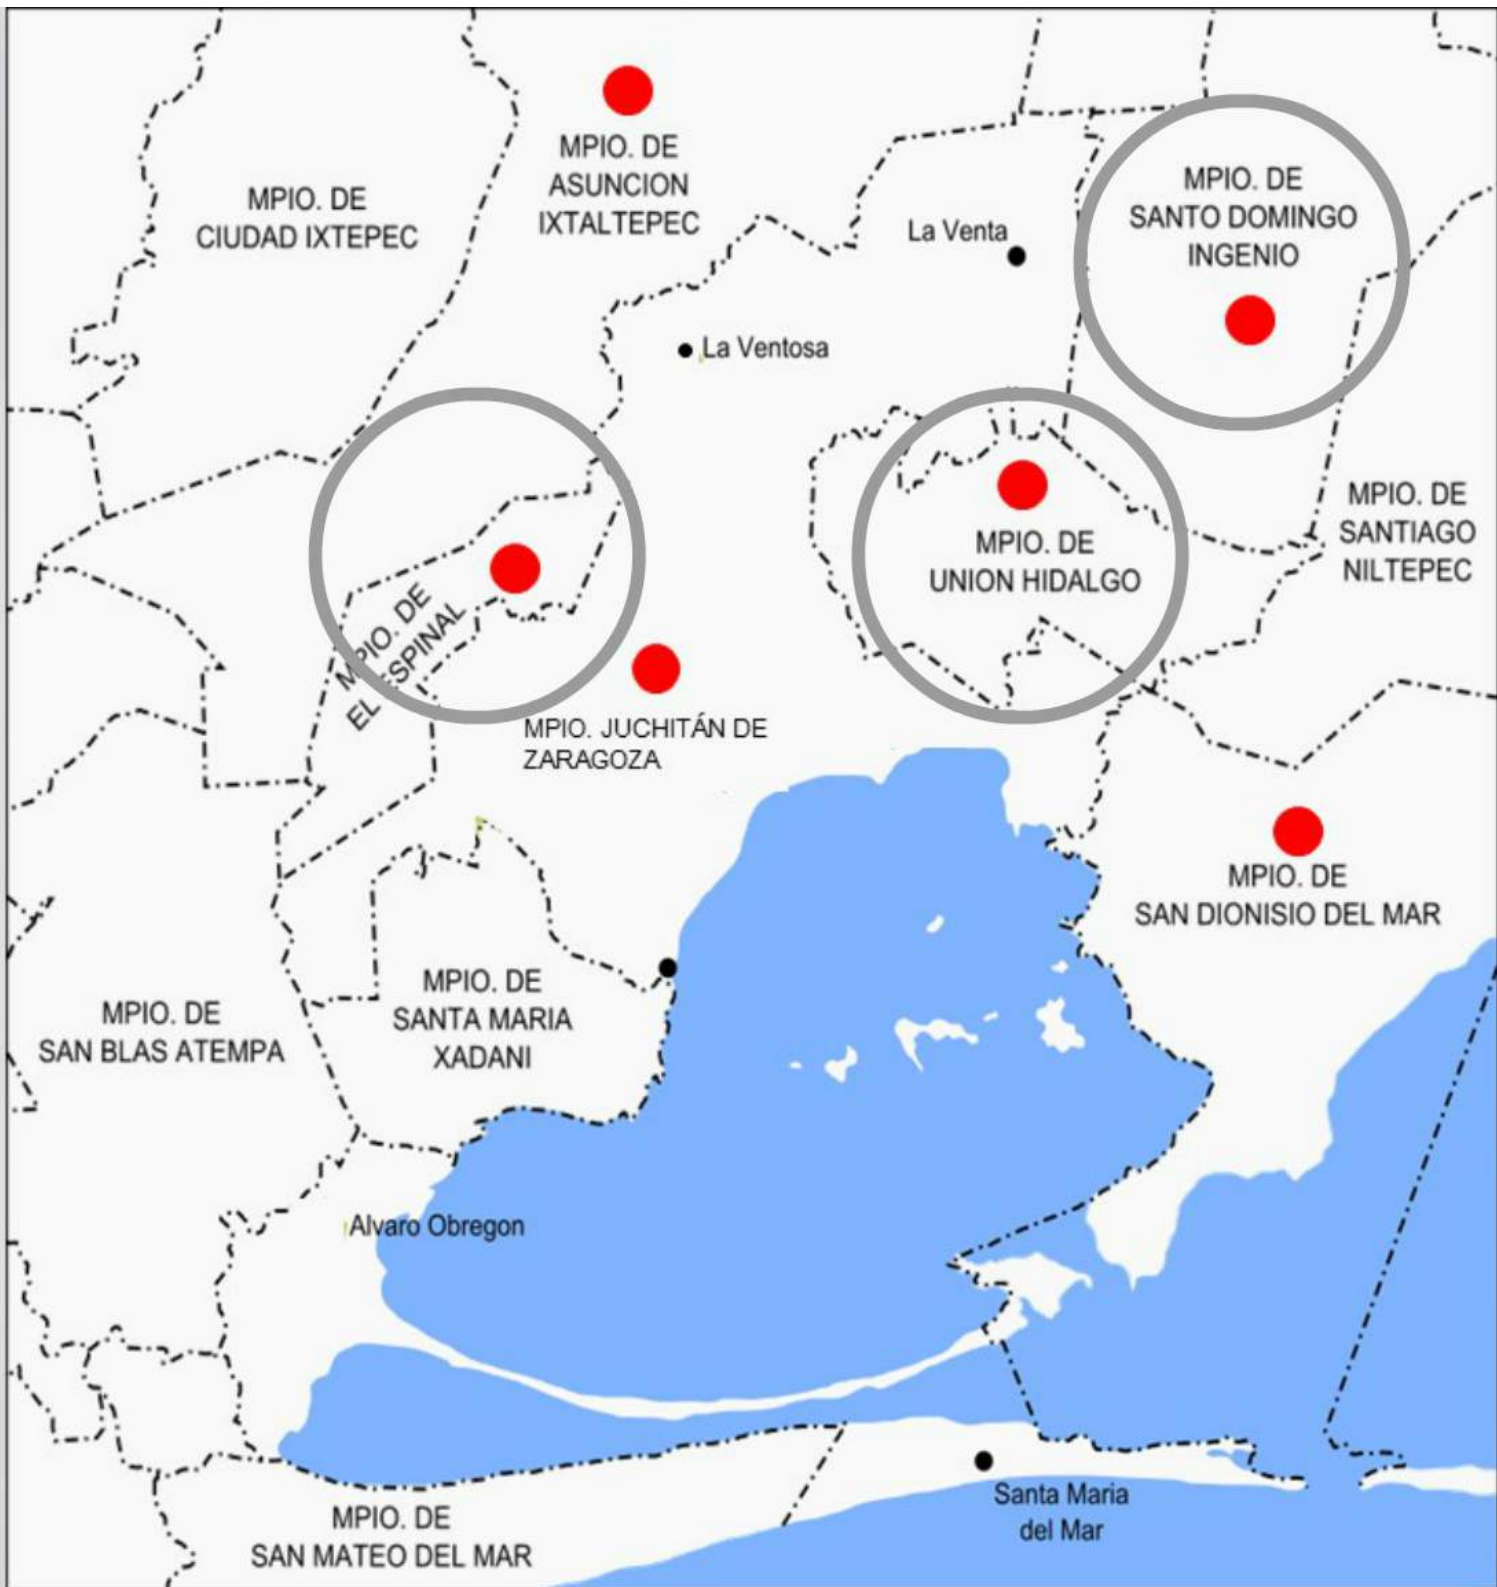 MPIO. DE
ASUNCION
IXTALTEPEC
MPIO. DE
CIUDAD IXTEPEC
La Venta
MPIO. DE
SANTO DOMINGO
INGENIO
La Ventosa
MPIO. DE
SANTIAGO
NILTEPEC
MPIO. DE
UNION HIDALGO
MPIO. DE
EL ESPINAL
MPIO. JUCHITÁN DE
ZARAGOZA
MPIO. DE
SAN DIONISIO DEL MAR
MPIO. DE
SANTA MARIA
XADANI
MPIO. DE
SAN BLAS ATEMPA
Alvaro Obregon
Santa Maria
del Mar
MPIO. DE
SAN MATEO DEL MAR